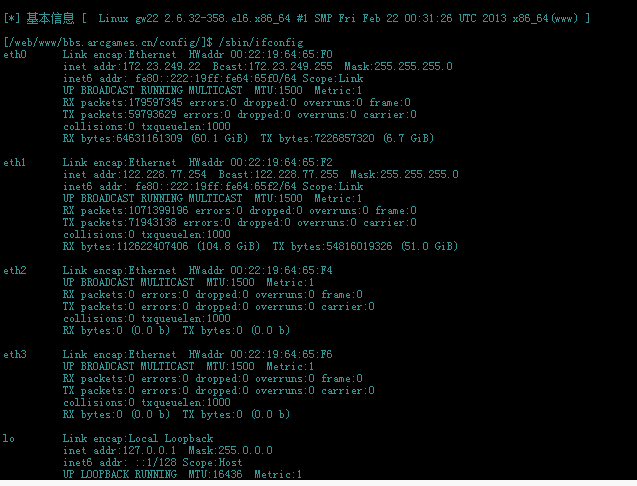 [*] 基本信息 [  Linux gw22 2.6.32-358.el6.x86_64 #1 SMP Fri Feb 22 00:31:26 UTC 2013 x86_64(www) ]
[/web/www/bbs.arcgames.cn/config/]$ /sbin/ifconfig
eth0      Link encap:Ethernet  HWaddr 00:22:19:64:65:F0
          inet addr:172.23.249.22  Bcast:172.23.249.255  Mask:255.255.255.0
          inet6 addr: fe80::222:19ff:fe64:65f0/64 Scope:Link
          UP BROADCAST RUNNING MULTICAST  MTU:1500  Metric:1
          RX packets:179597345 errors:0 dropped:0 overruns:0 frame:0
          TX packets:59793629 errors:0 dropped:0 overruns:0 carrier:0
          collisions:0 txqueuelen:1000
          RX bytes:64631161309 (60.1 GiB)  TX bytes:7226857320 (6.7 GiB)
eth1      Link encap:Ethernet  HWaddr 00:22:19:64:65:F2
          inet addr:122.228.77.254  Bcast:122.228.77.255  Mask:255.255.255.0
          inet6 addr: fe80::222:19ff:fe64:65f2/64 Scope:Link
          UP BROADCAST RUNNING MULTICAST  MTU:1500  Metric:1
          RX packets:1071399196 errors:0 dropped:0 overruns:0 frame:0
          TX packets:71943138 errors:0 dropped:0 overruns:0 carrier:0
          collisions:0 txqueuelen:1000
          RX bytes:112622407406 (104.8 GiB)  TX bytes:54816019326 (51.0 GiB)
eth2      Link encap:Ethernet  HWaddr 00:22:19:64:65:F4
          UP BROADCAST MULTICAST  MTU:1500  Metric:1
          RX packets:0 errors:0 dropped:0 overruns:0 frame:0
          TX packets:0 errors:0 dropped:0 overruns:0 carrier:0
          collisions:0 txqueuelen:1000
          RX bytes:0 (0.0 b)  TX bytes:0 (0.0 b)
eth3      Link encap:Ethernet  HWaddr 00:22:19:64:65:F6
          UP BROADCAST MULTICAST  MTU:1500  Metric:1
          RX packets:0 errors:0 dropped:0 overruns:0 frame:0
          TX packets:0 errors:0 dropped:0 overruns:0 carrier:0
          collisions:0 txqueuelen:1000
          RX bytes:0 (0.0 b)  TX bytes:0 (0.0 b)
lo        Link encap:Local Loopback
          inet addr:127.0.0.1  Mask:255.0.0.0
          inet6 addr: ::1/128 Scope:Host
          UP LOOPBACK RUNNING  MTU:16436  Metric:1